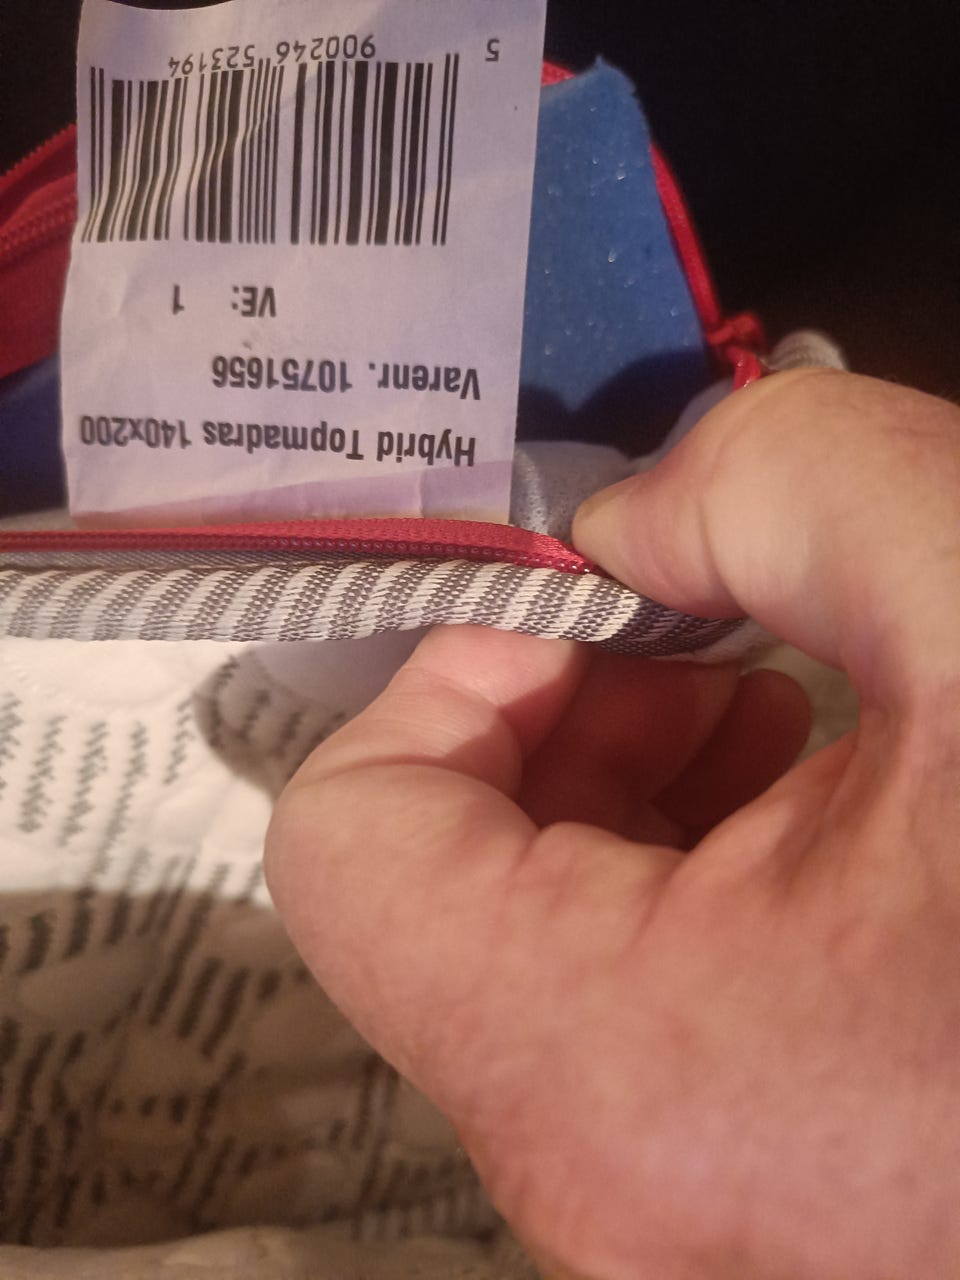 Hybrid Topmadras 140x200
Varenr. 10751656
VE: 1
5 900246 523194